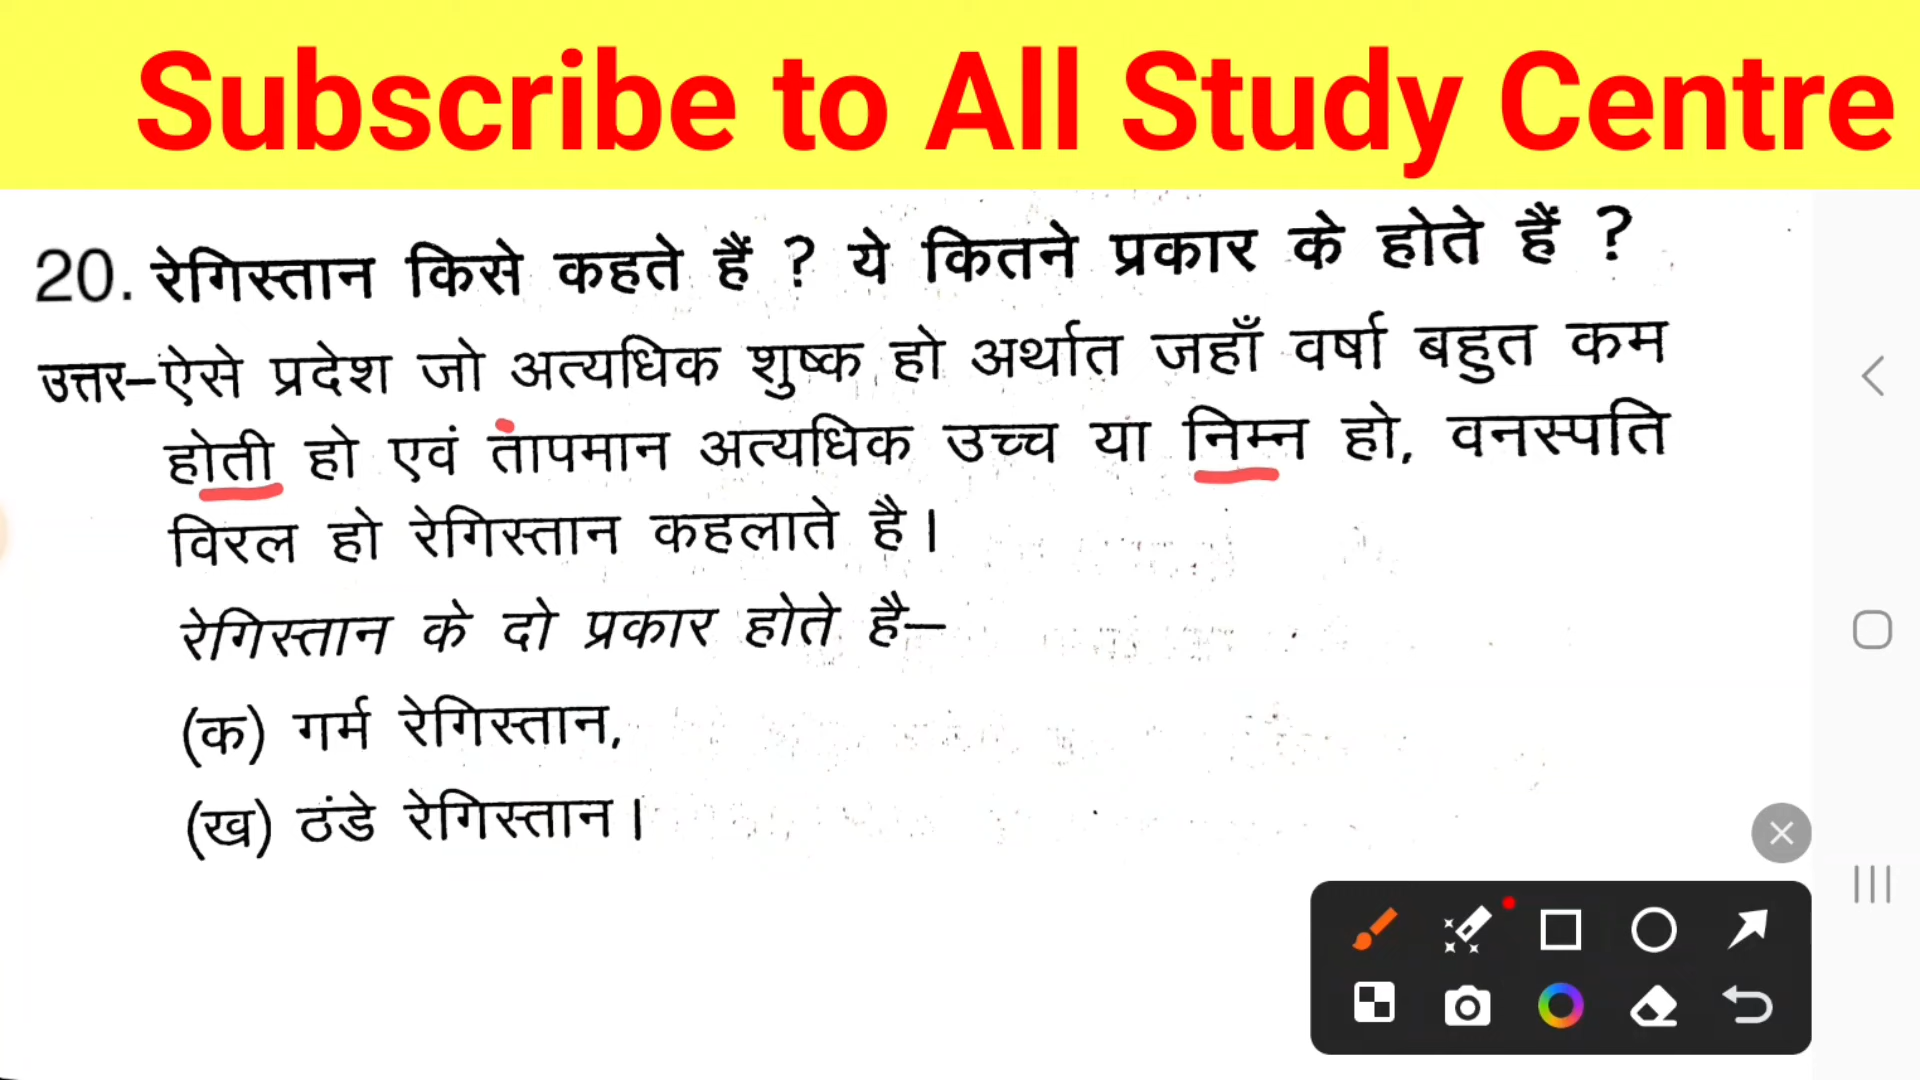 Subscribe to All Study Centre
20. रेगिस्तान किसे कहते हैं ? ये कितने प्रकार के होते हैं ?
उत्तर–ऐसे प्रदेश जो अत्यधिक शुष्क हो अर्थात जहाँ वर्षा बहुत कम
होती हो एवं तापमान अत्यधिक उच्च या निम्न हो, वनस्पति
विरल हो रेगिस्तान कहलाते है।
रेगिस्तान के दो प्रकार होते है–
(क) गर्म रेगिस्तान,
(ख) ठंडे रेगिस्तान।